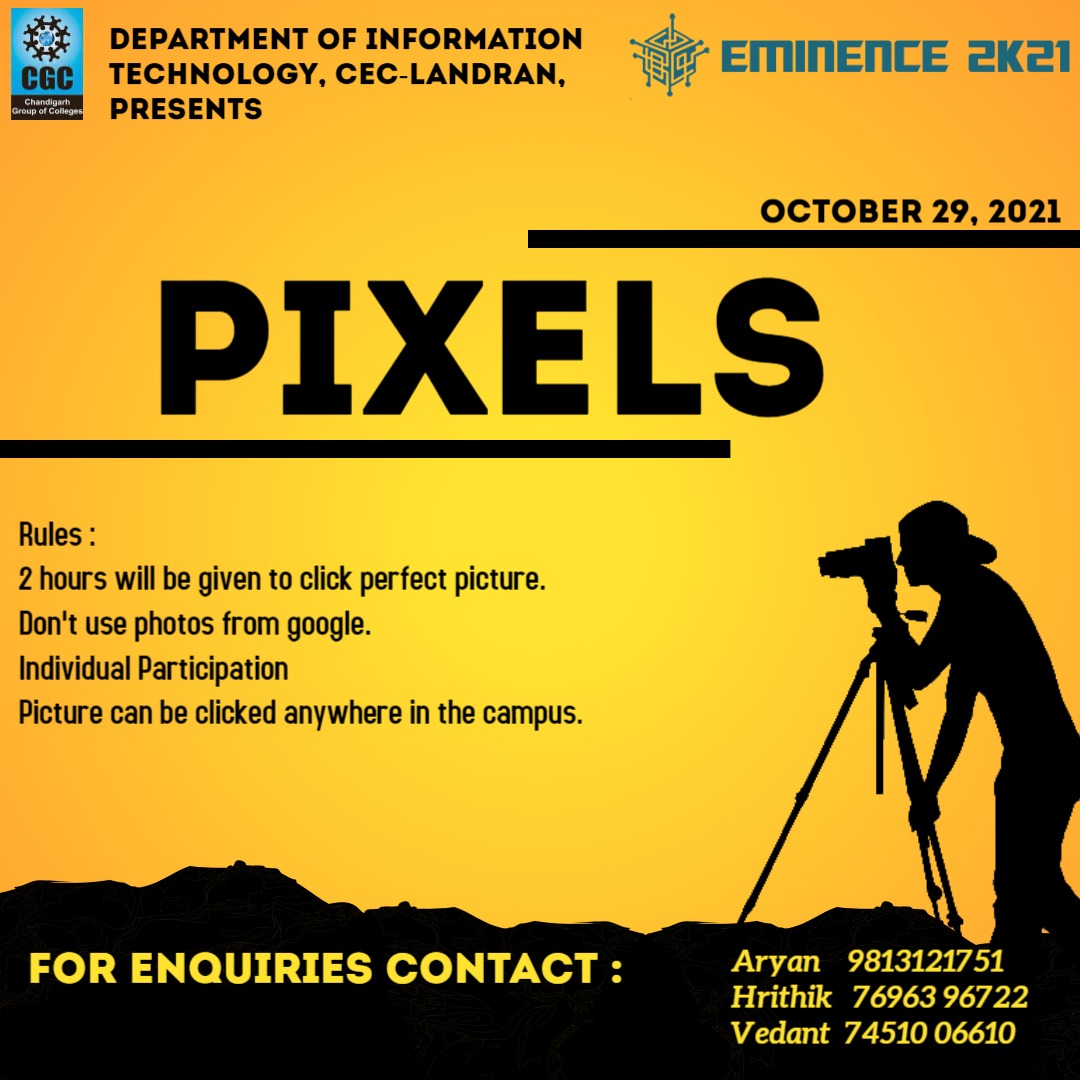 CGC
Chandigarh
Group of Colleges
DEPARTMENT OF INFORMATION
TECHNOLOGY, CEC-LANDRAN,
PRESENTS
EMINENCE 2K21
OCTOBER 29, 2021
PIXELS
Rules :
2 hours will be given to click perfect picture.
Don't use photos from google.
Individual Participation
Picture can be clicked anywhere in the campus.
FOR ENQUIRIES CONTACT :
Aryan 9813121751
Hrithik 76963 96722
Vedant 74510 06610